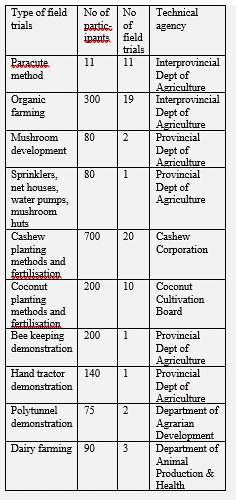 Type of field trials | No of partic-ipants | No of field trials | Technical agency
Paracute method | 11 | 11 | Interprovincial Dept of Agriculture
Organic farming | 300 | 19 | Interprovincial Dept of Agriculture
Mushroom development | 80 | 2 | Provincial Dept of Agriculture
Sprinklers, net houses, water pumps, mushroom huts | 80 | 1 | Provincial Dept of Agriculture
Cashew planting methods and fertilisation | 700 | 20 | Cashew Corporation
Coconut planting methods and fertilisation | 200 | 10 | Coconut Cultivation Board
Bee keeping demonstration | 200 | 1 | Provincial Dept of Agriculture
Hand tractor demonstration | 140 | 1 | Provincial Dept of Agriculture
Polytunnel demonstration | 75 | 2 | Department of Agrarian Development
Dairy farming | 90 | 3 | Department of Animal Production & Health